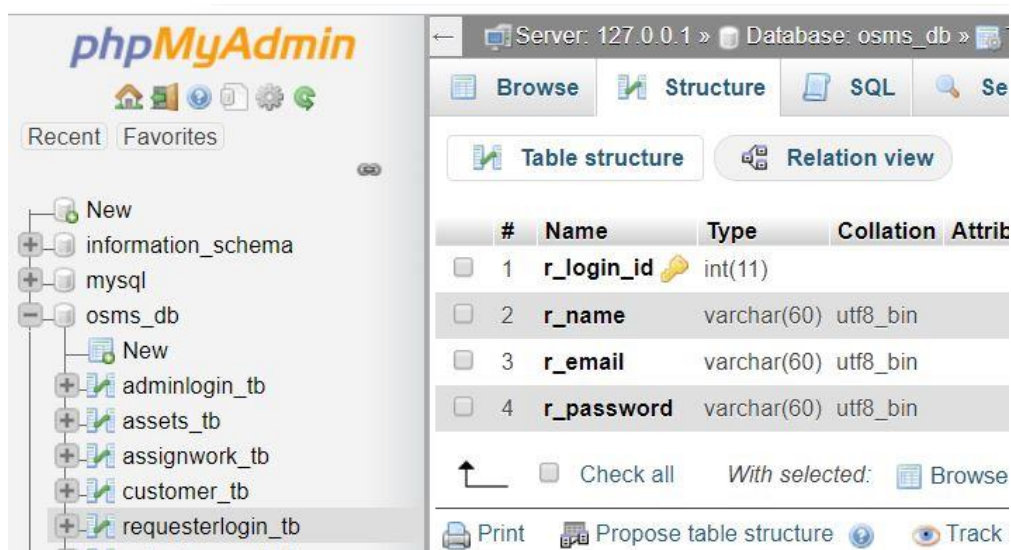 phpMyAdmin
Recent Favorites
New
information_schema
mysql
osms_db
New
adminlogin_tb
assets_tb
assignwork_tb
customer_tb
requesterlogin_tb
← Server: 127.0.0.1 » Database: osms_db »
Browse Structure SQL Se
Table structure Relation view
# Name Type Collation Attrib
1 r_login_id int(11)
2 r_name varchar(60) utf8_bin
3 r_email varchar(60) utf8_bin
4 r_password varchar(60) utf8_bin
Check all With selected: Browse
Print Propose table structure Track